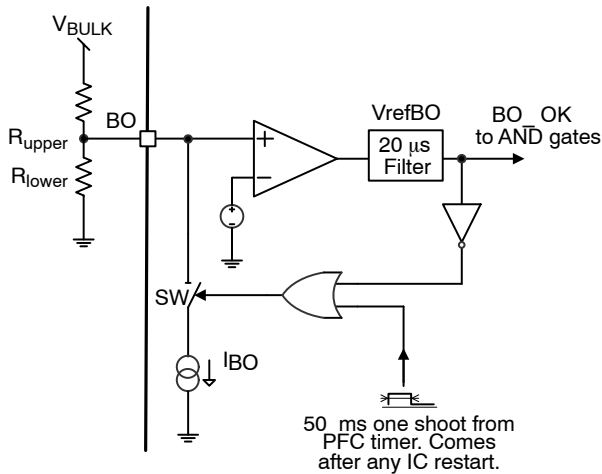 VBULK
BO
Rupper
Rlower
VrefBO
20 μs
Filter
BO_OK
to AND gates
+
−
SW
IBO
50 ms one shoot from
PFC timer. Comes
after any IC restart.